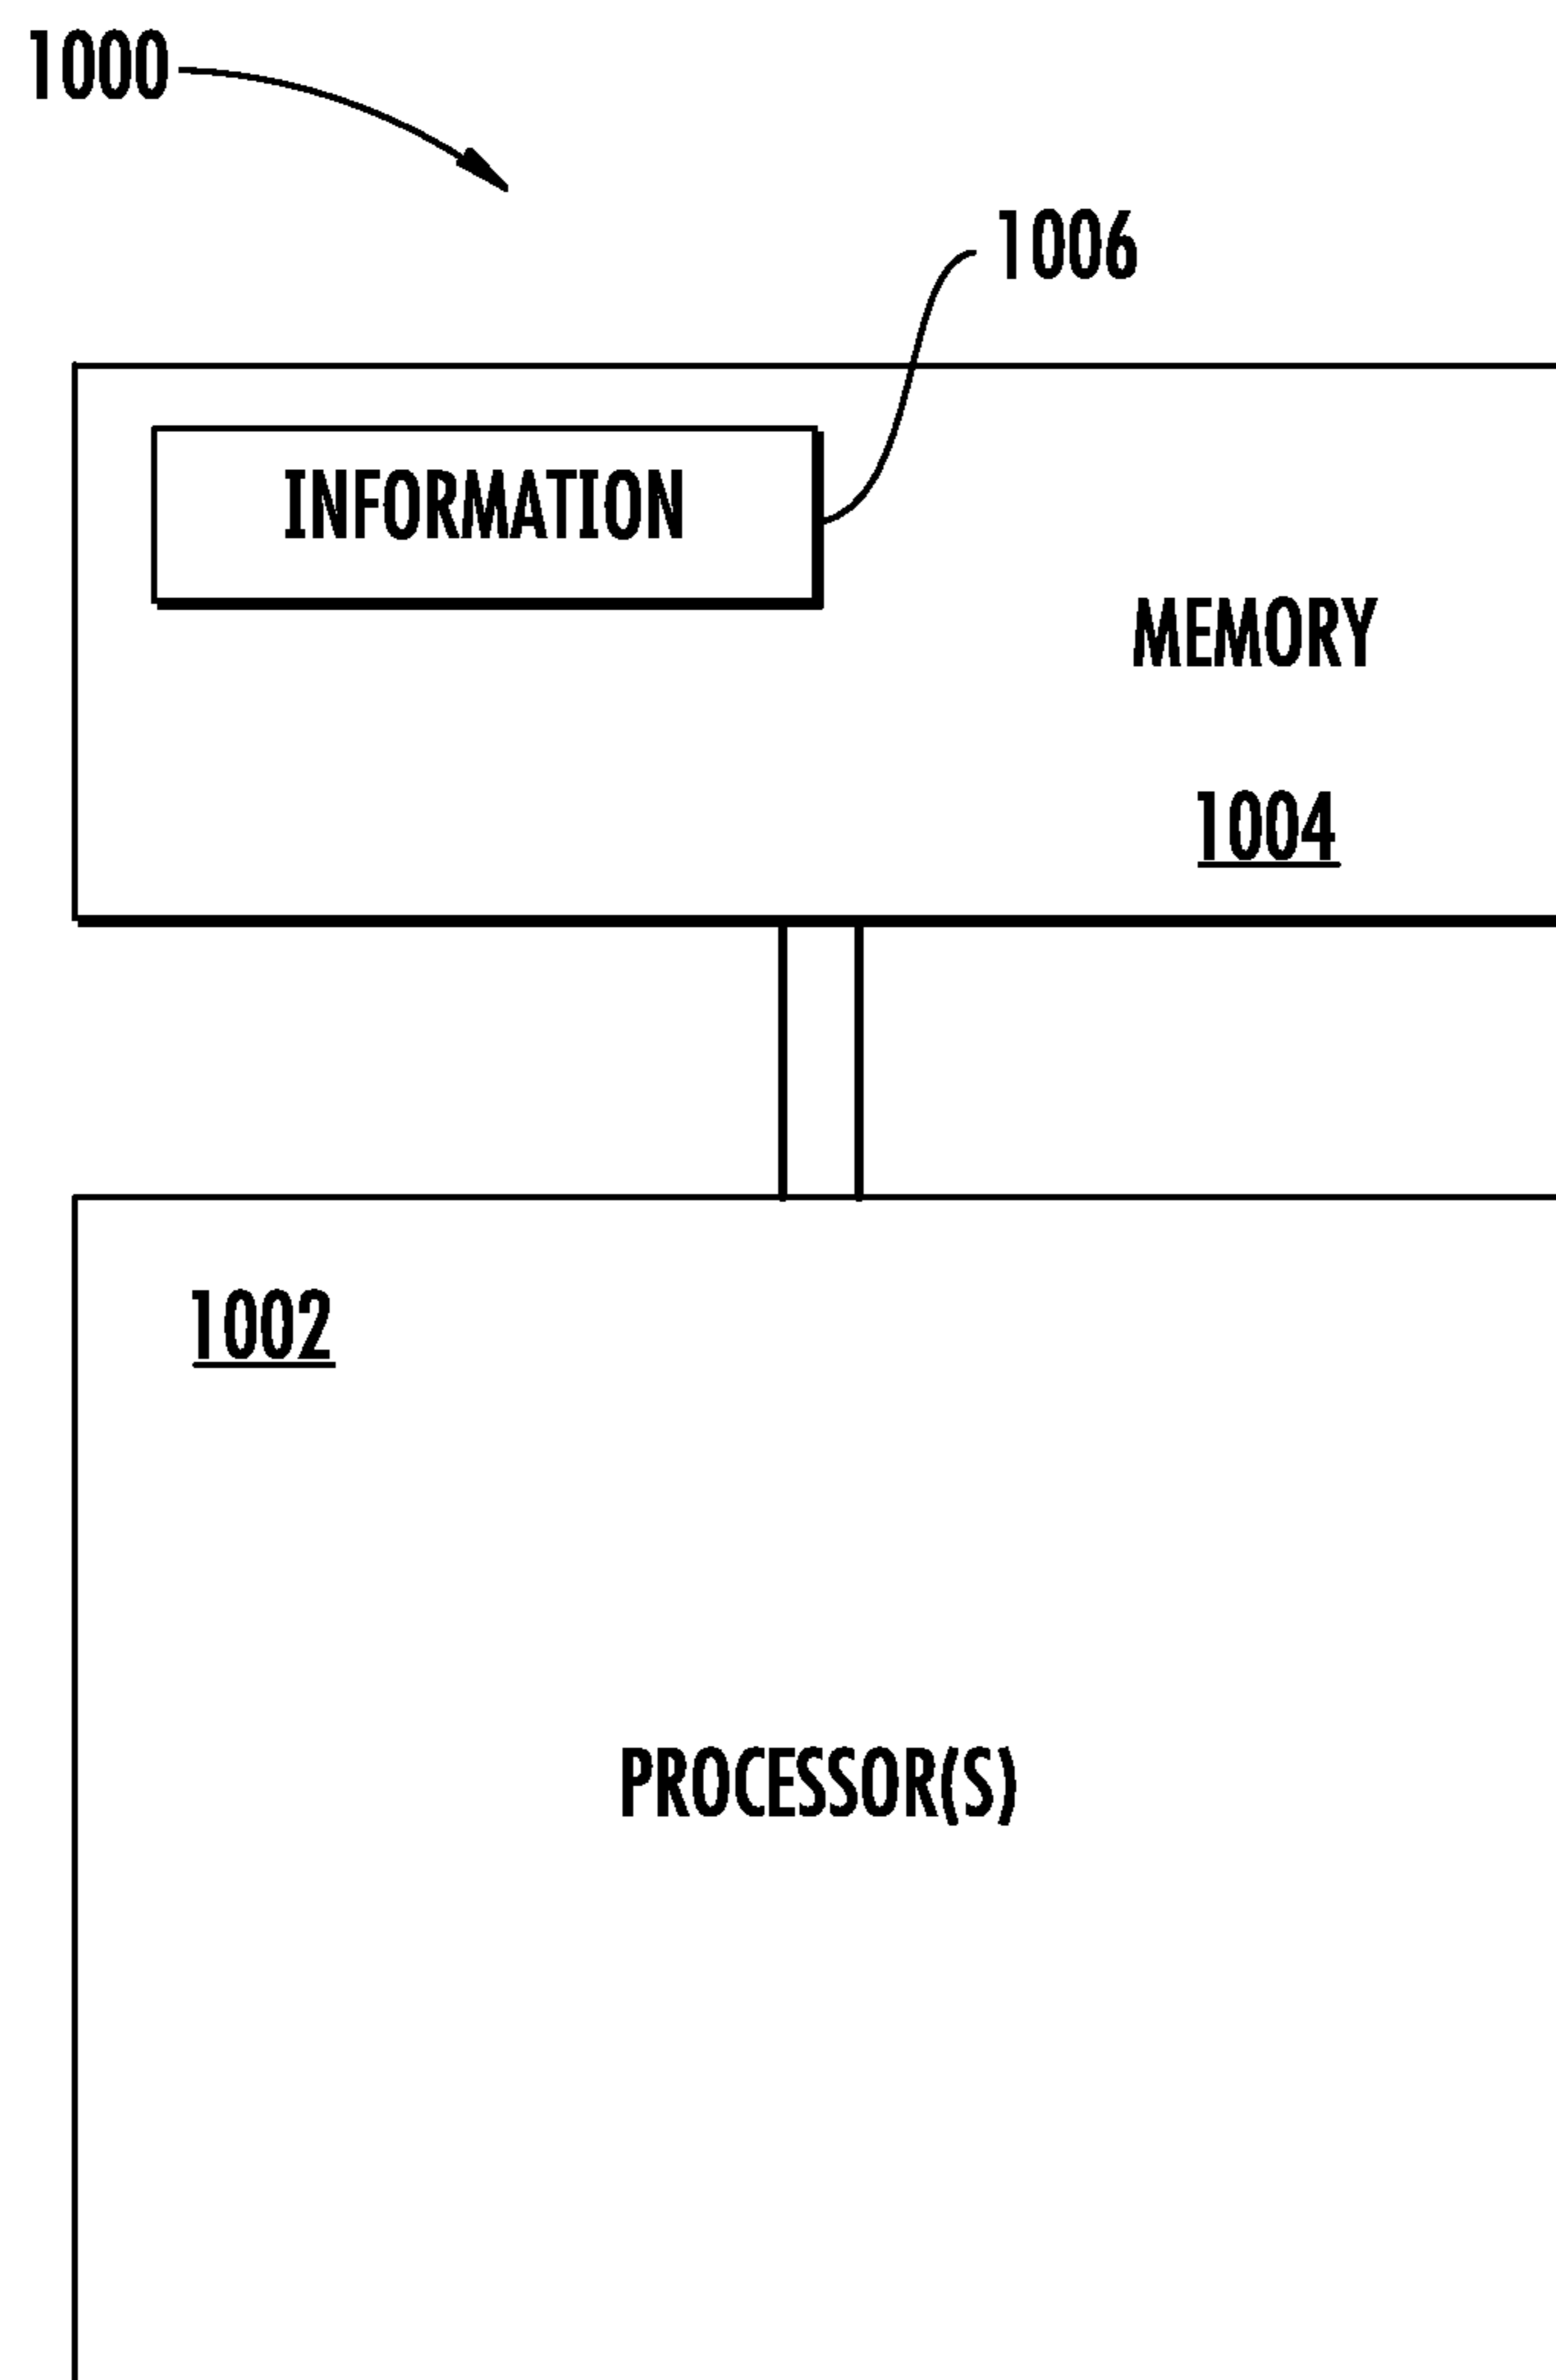 1000
1006
INFORMATION
MEMORY
1004
1002
PROCESSOR(S)